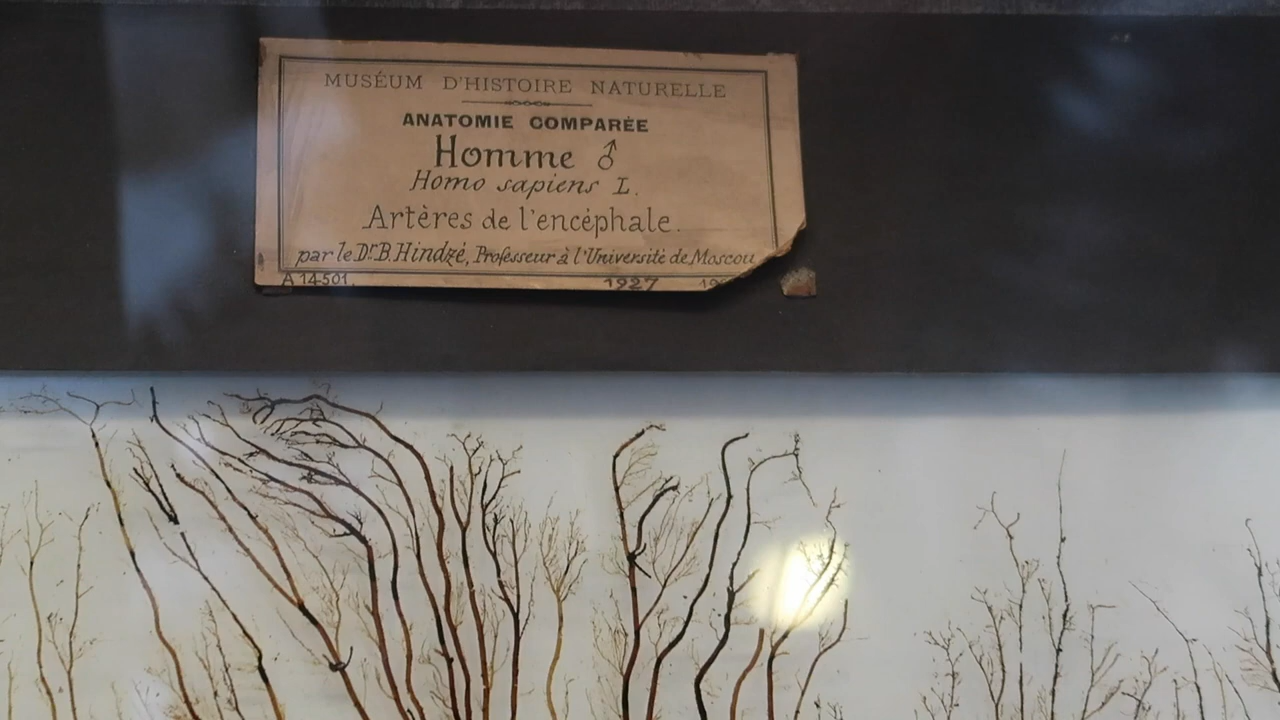 MUSÉUM D'HISTOIRE NATURELLE
ANATOMIE COMPARÉE
Homme ♂
Homo sapiens L.
Artères de l'encéphale.
par le Dr. B. Hindzé, Professeur à l'Université de Moscou
A 14501. 1927